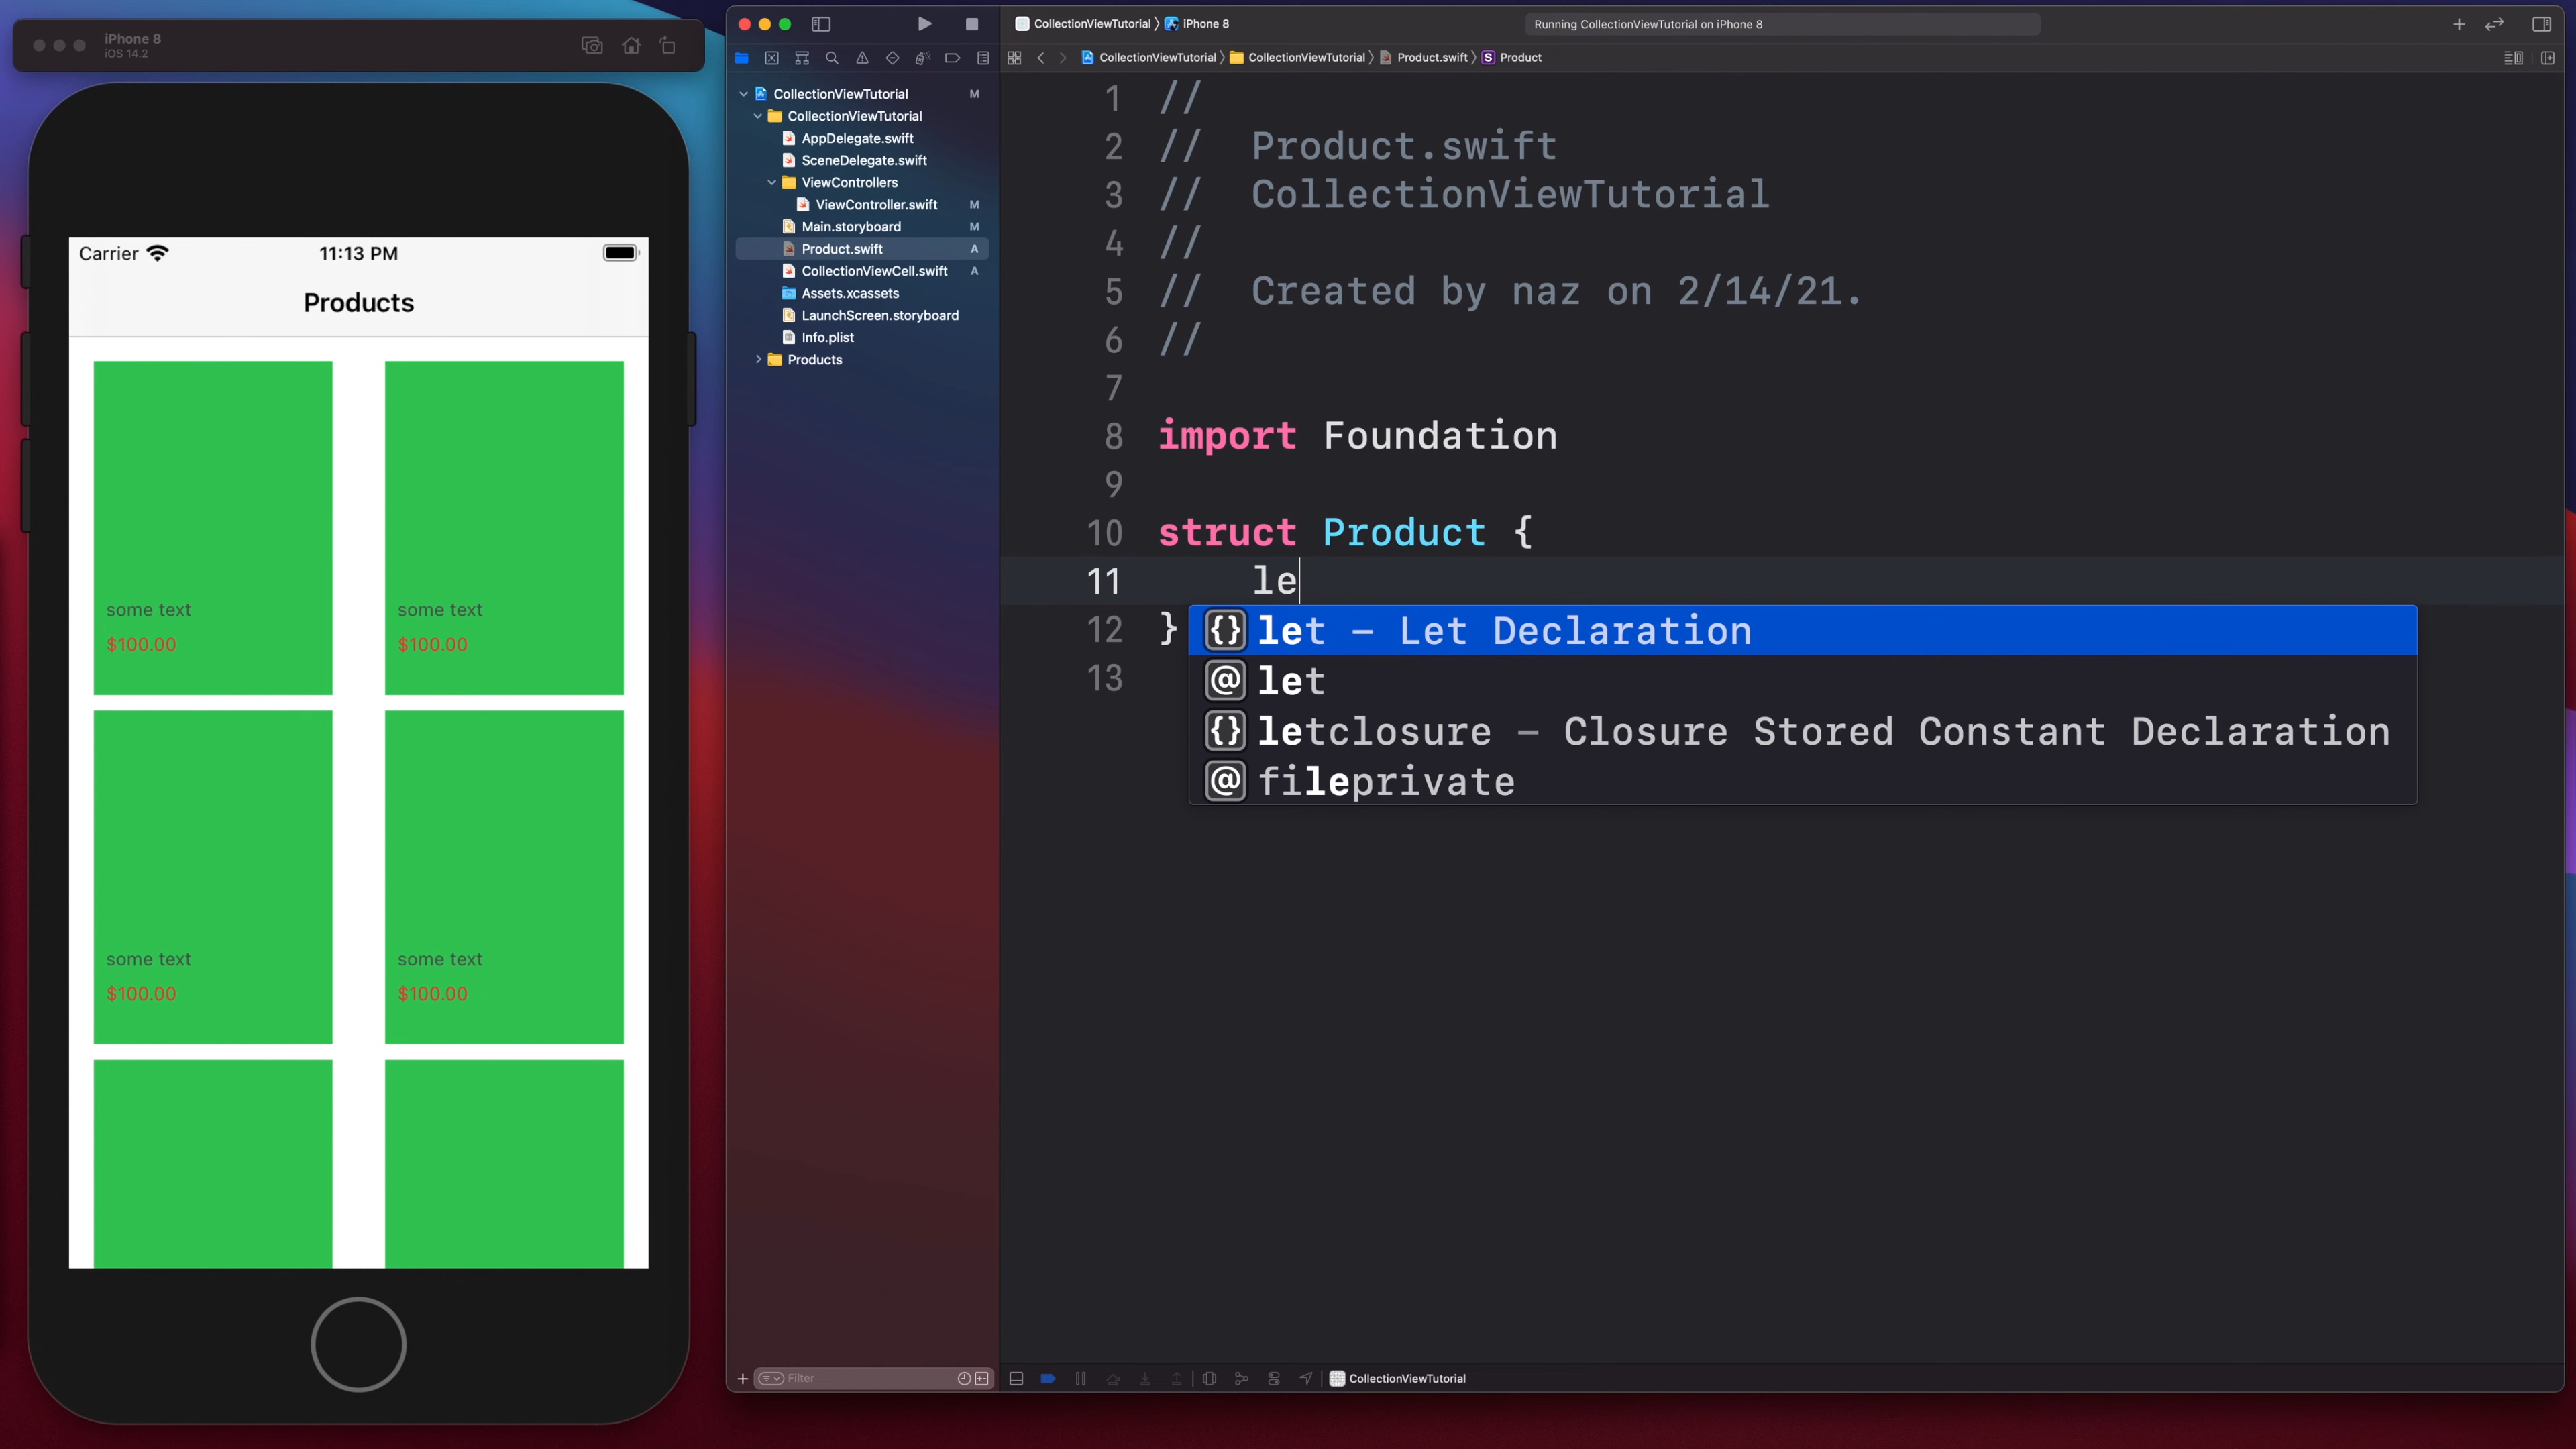 iPhone 8
iOS 14.2
Carrier
11:13 PM
Products
some text
$100.00
some text
$100.00
some text
$100.00
some text
$100.00
CollectionViewTutorial
iPhone 8
Running CollectionViewTutorial on iPhone 8
CollectionViewTutorial
CollectionViewTutorial
Product.swift
S
Product
CollectionViewTutorial M
CollectionViewTutorial
AppDelegate.swift
SceneDelegate.swift
ViewControllers
ViewController.swift M
Main.storyboard M
Product.swift A
CollectionViewCell.swift A
Assets.xcassets
LaunchScreen.storyboard
Info.plist
Products
Filter
1 //
2 // Product.swift
3 // CollectionViewTutorial
4 //
5 // Created by naz on 2/14/21.
6 //
7
8 import Foundation
9
10 struct Product {
11 le
12 }
13
{} let – Let Declaration
@ let
{} letclosure – Closure Stored Constant Declaration
@ fileprivate
CollectionViewTutorial